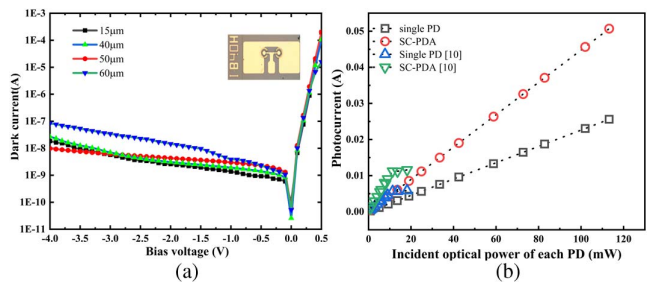 (a)
1E-3
1E-4
1E-5
1E-6
1E-7
1E-8
1E-9
1E-10
1E-11
Dark current(A)
15μm
40μm
50μm
60μm
-4.0 -3.5 -3.0 -2.5 -2.0 -1.5 -1.0 -0.5 0.0 0.5
Bias voltage (V)
(a)
(b)
0.05
0.04
0.03
0.02
0.01
0.00
Photocurrent (A)
single PD
SC-PDA
Single PD [10]
SC-PDA [10]
0 20 40 60 80 100 120
Incident optical power of each PD (mW)
(b)